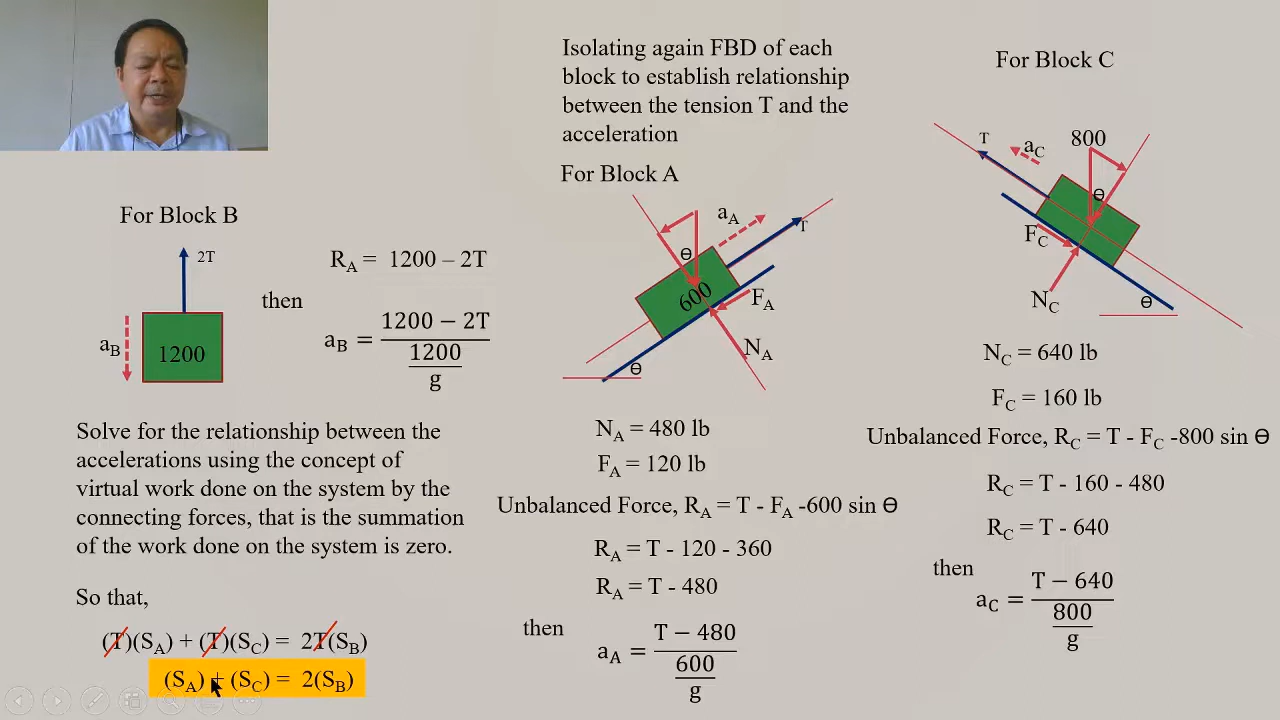 For Block B
2T
a_B
1200
R_A = 1200 – 2T
then
a_B = (1200 − 2T) / (1200 / g)
Solve for the relationship between the
accelerations using the concept of
virtual work done on the system by the
connecting forces, that is the summation
of the work done on the system is zero.
So that,
(T)(S_A) + (T)(S_C) = 2T(S_B)
(S_A) + (S_C) = 2(S_B)
Isolating again FBD of each
block to establish relationship
between the tension T and the
acceleration
For Block A
a_A
T
ϴ
600
F_A
N_A
ϴ
N_A = 480 lb
F_A = 120 lb
Unbalanced Force, R_A = T - F_A -600 sin ϴ
R_A = T - 120 - 360
R_A = T - 480
then
a_A = (T − 480) / (600 / g)
For Block C
T
a_C
800
ϴ
F_C
N_C
ϴ
N_C = 640 lb
F_C = 160 lb
Unbalanced Force, R_C = T - F_C -800 sin ϴ
R_C = T - 160 - 480
R_C = T - 640
then
a_C = (T − 640) / (800 / g)